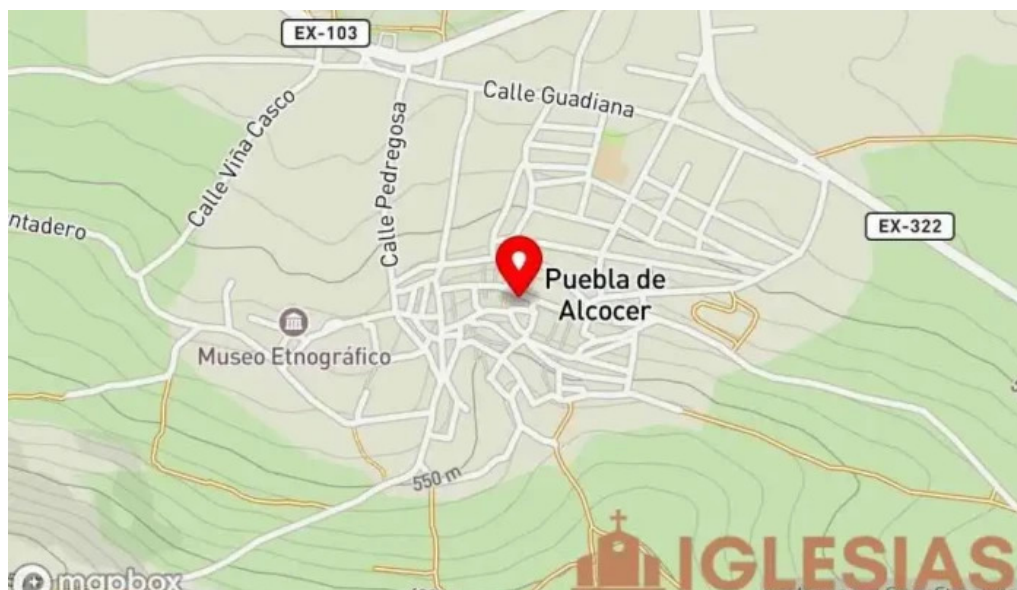 EX-103
Calle Guadiana
Calle Viña Casco
Calle Pedregosa
ntadero
EX-322
Puebla de
Alcocer
Museo Etnográfico
550 m
mapbox
IGLESIAS